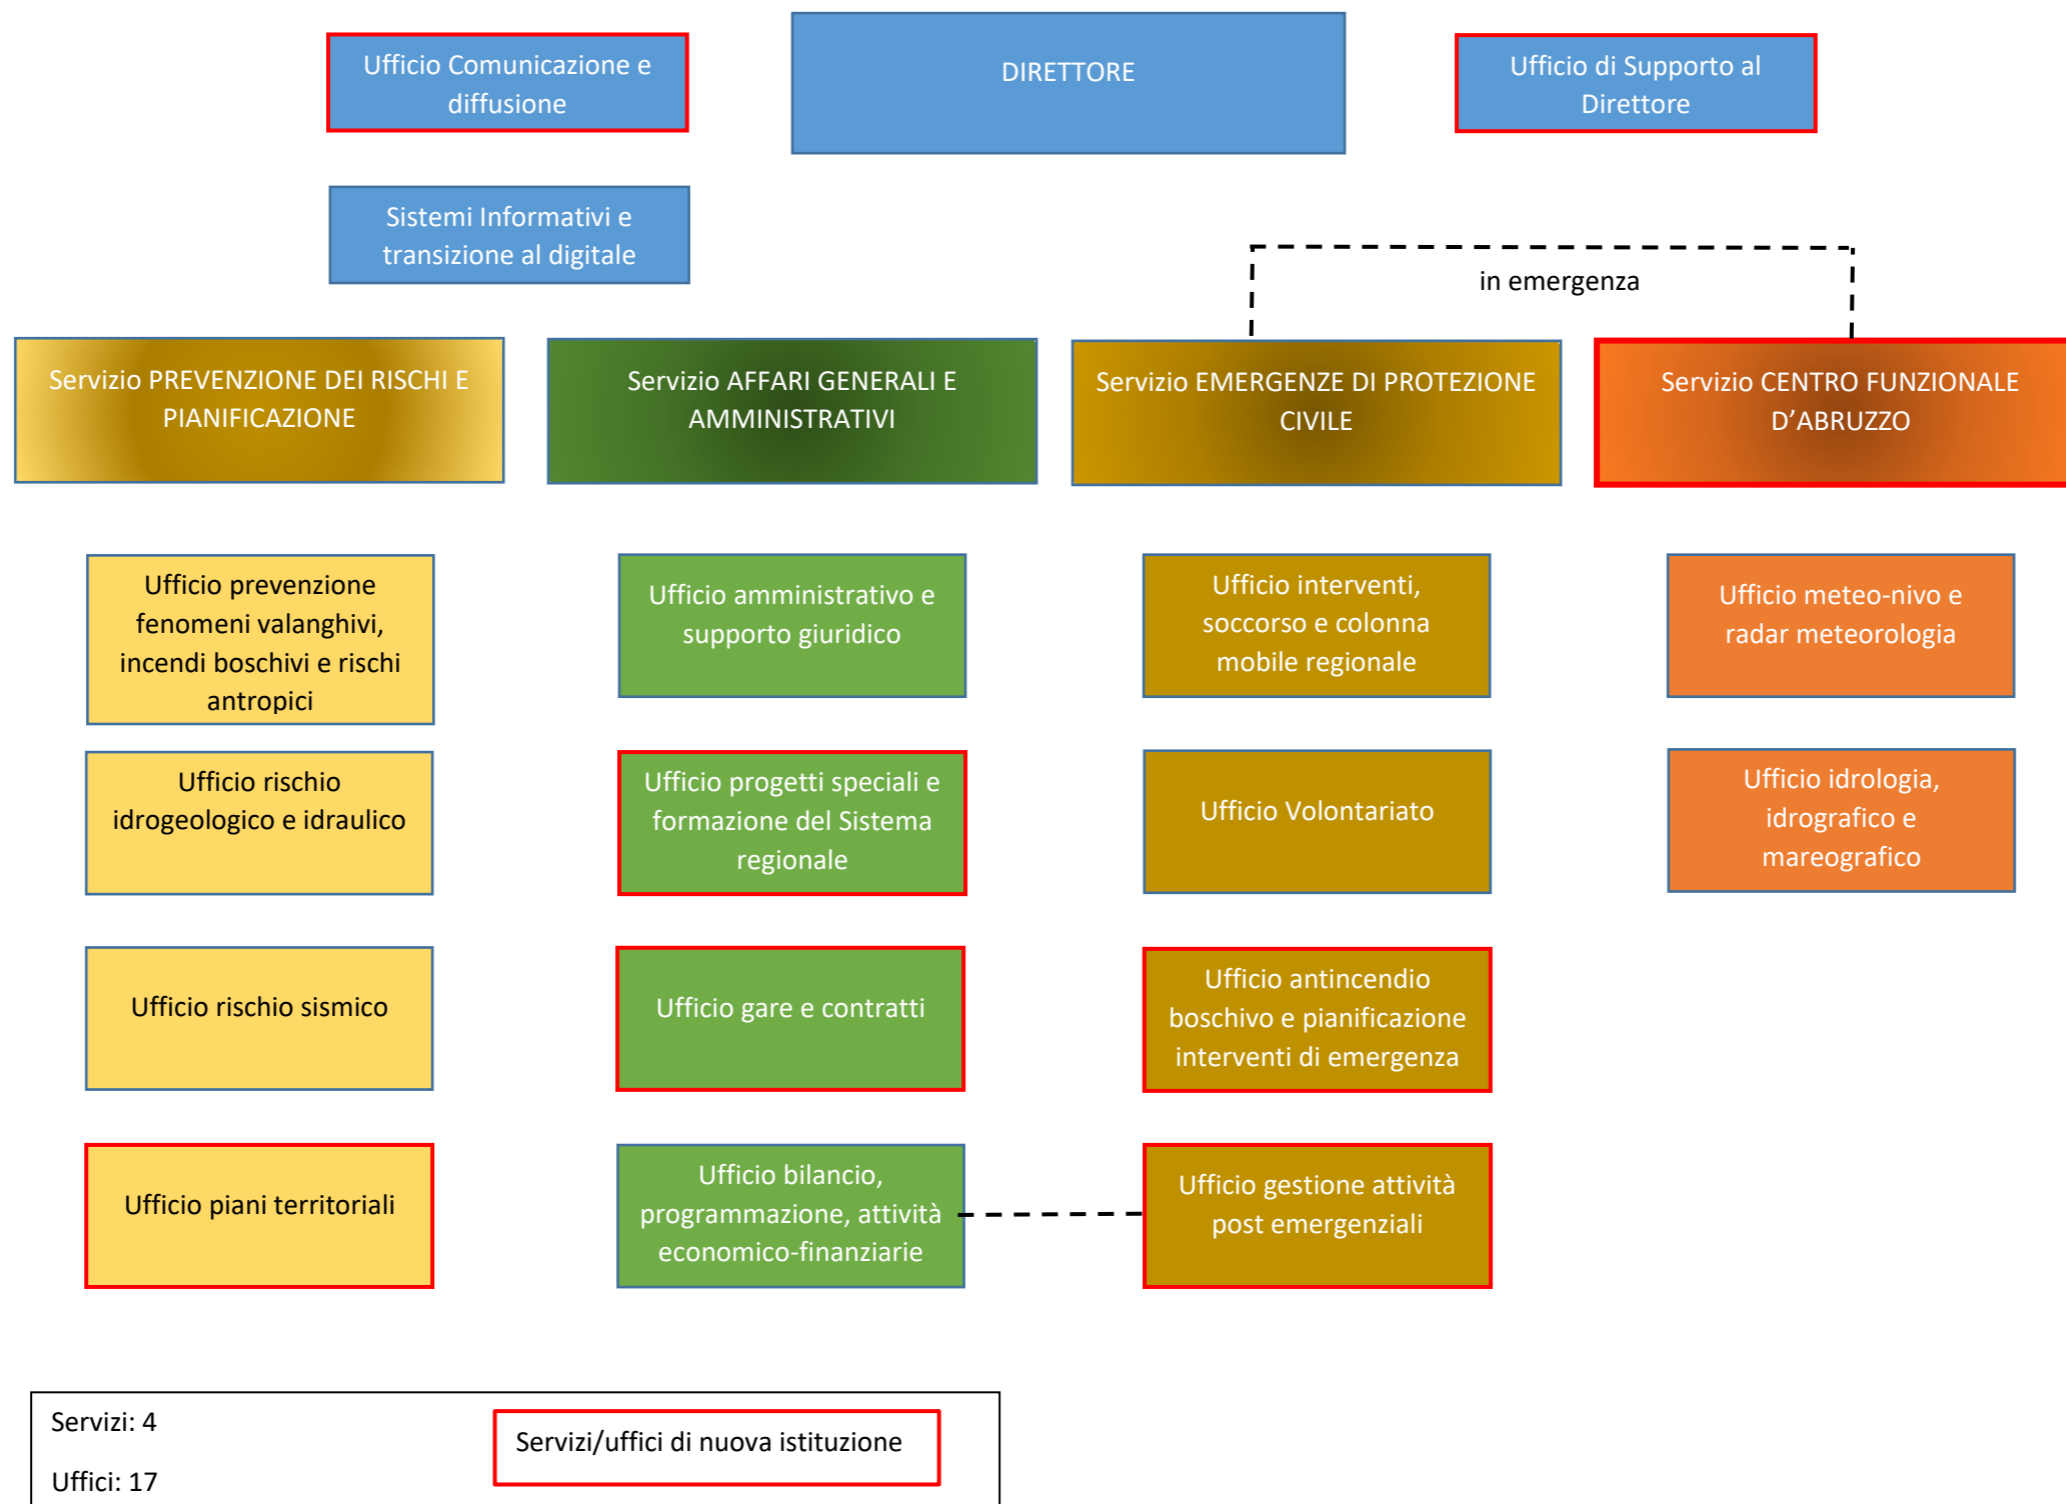 Ufficio Comunicazione e
diffusione
DIRETTORE
Ufficio di Supporto al
Direttore
Sistemi Informativi e
transizione al digitale
in emergenza
Servizio PREVENZIONE DEI RISCHI E
PIANIFICAZIONE
Servizio AFFARI GENERALI E
AMMINISTRATIVI
Servizio EMERGENZE DI PROTEZIONE
CIVILE
Servizio CENTRO FUNZIONALE
D’ABRUZZO
Ufficio prevenzione
fenomeni valanghivi,
incendi boschivi e rischi
antropici
Ufficio amministrativo e
supporto giuridico
Ufficio interventi,
soccorso e colonna
mobile regionale
Ufficio meteo-nivo e
radar meteorologia
Ufficio rischio
idrogeologico e idraulico
Ufficio progetti speciali e
formazione del Sistema
regionale
Ufficio Volontariato
Ufficio idrologia,
idrografico e
mareografico
Ufficio rischio sismico
Ufficio gare e contratti
Ufficio antincendio
boschivo e pianificazione
interventi di emergenza
Ufficio piani territoriali
Ufficio bilancio,
programmazione, attività
economico-finanziarie
Ufficio gestione attività
post emergenziali
Servizi: 4
Servizi/uffici di nuova istituzione
Uffici: 17